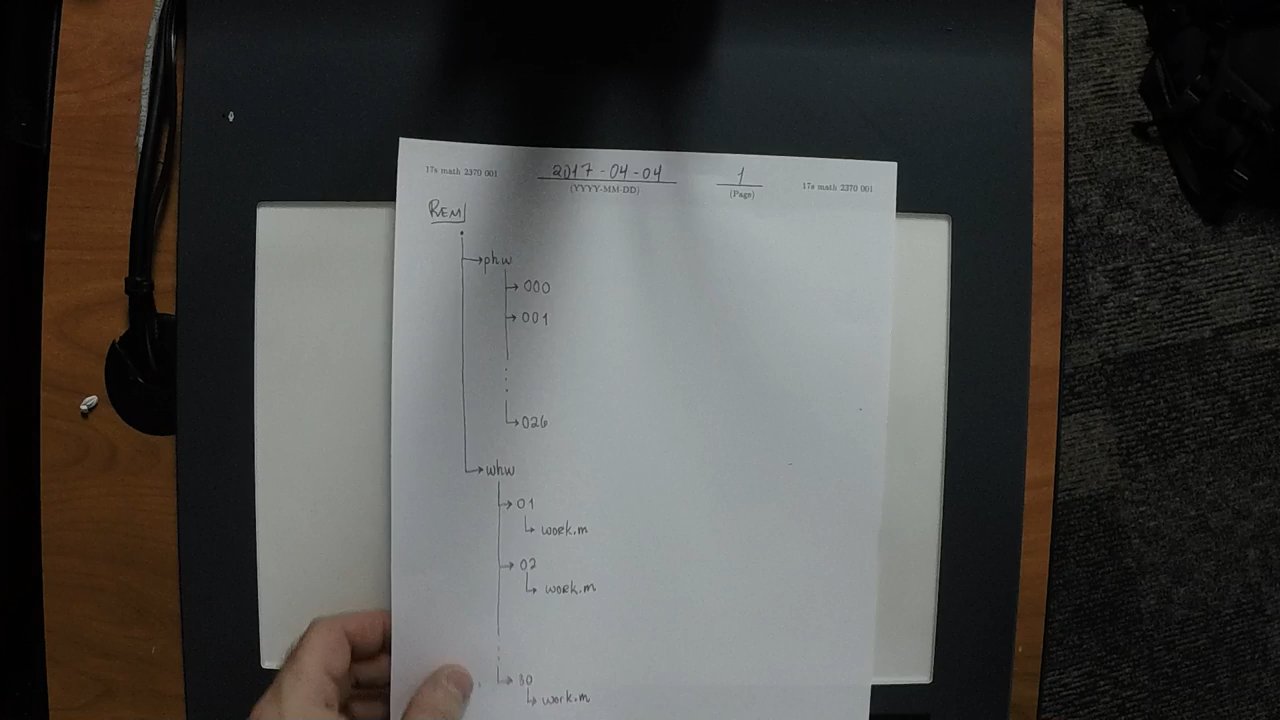 17s math 2370 001 2017-04-04 1 17s math 2370 001
(YYYY-MM-DD) (Page)
REM
phw
000
001
026
whw
01
work.m
02
work.m
work.m